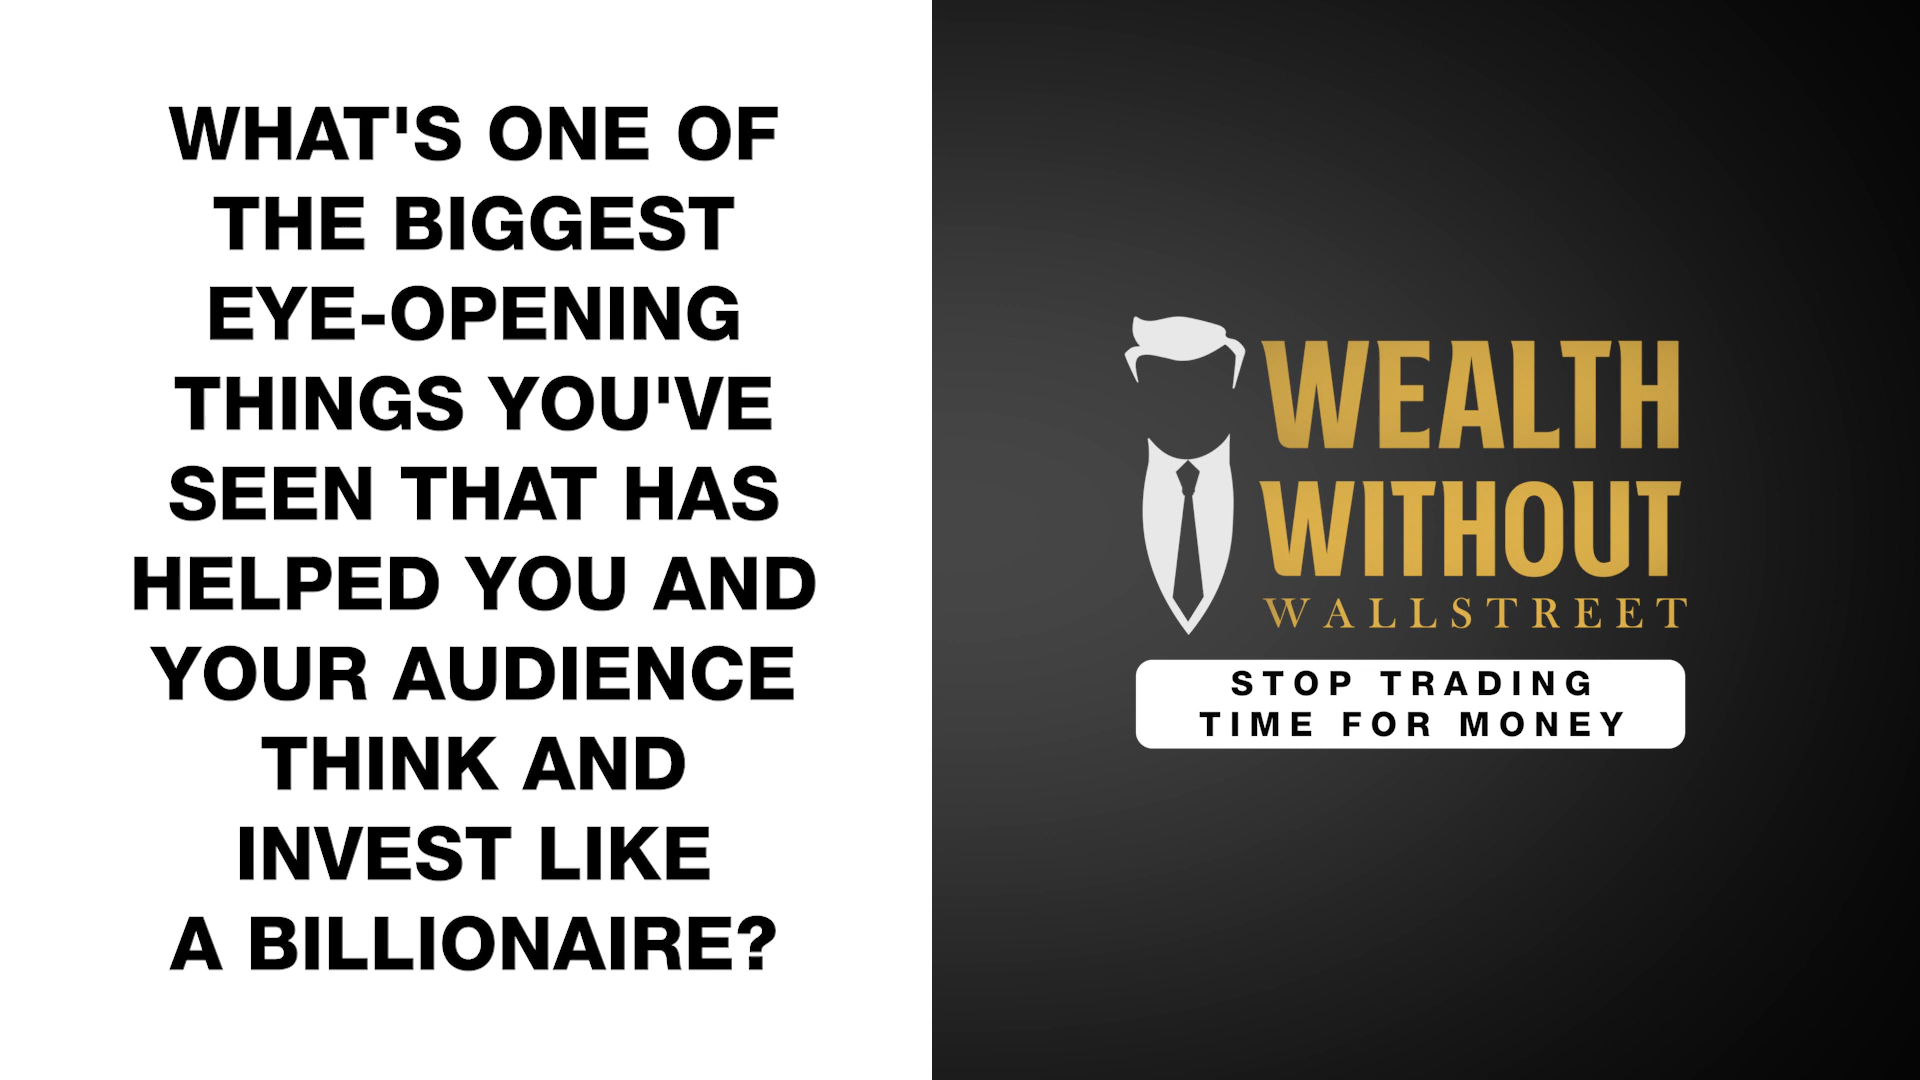 WHAT'S ONE OF
THE BIGGEST
EYE-OPENING
THINGS YOU'VE
SEEN THAT HAS
HELPED YOU AND
YOUR AUDIENCE
THINK AND
INVEST LIKE
A BILLIONAIRE?
WEALTH
WITHOUT
WALLSTREET
STOP TRADING
TIME FOR MONEY